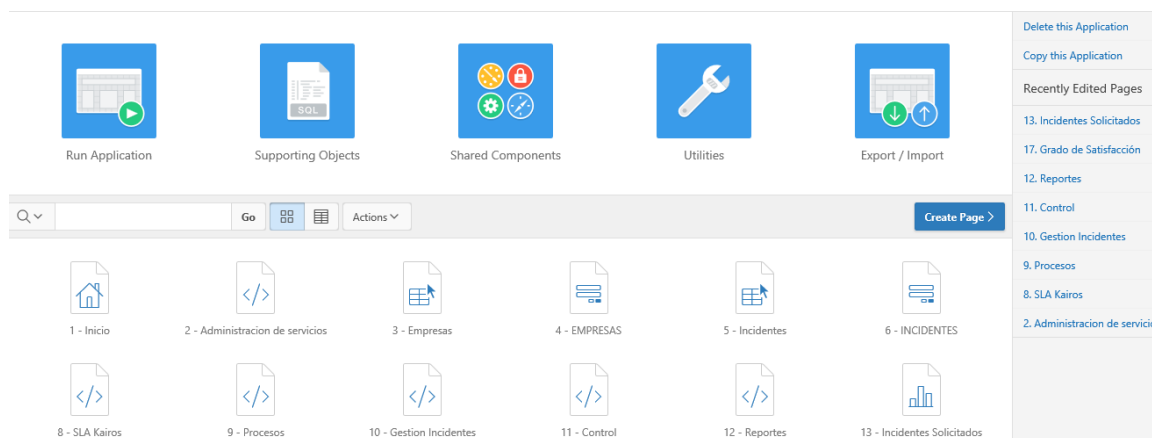 Run Application
Supporting Objects
SQL
Shared Components
Utilities
Export / Import
Go
Actions
Create Page
1 - Inicio
2 - Administracion de servicios
3 - Empresas
4 - EMPRESAS
5 - Incidentes
6 - INCIDENTES
8 - SLA Kairos
9 - Procesos
10 - Gestion Incidentes
11 - Control
12 - Reportes
13 - Incidentes Solicitados
Delete this Application
Copy this Application
Recently Edited Pages
13. Incidentes Solicitados
17. Grado de Satisfacción
12. Reportes
11. Control
10. Gestion Incidentes
9. Procesos
8. SLA Kairos
2. Administracion de servicio